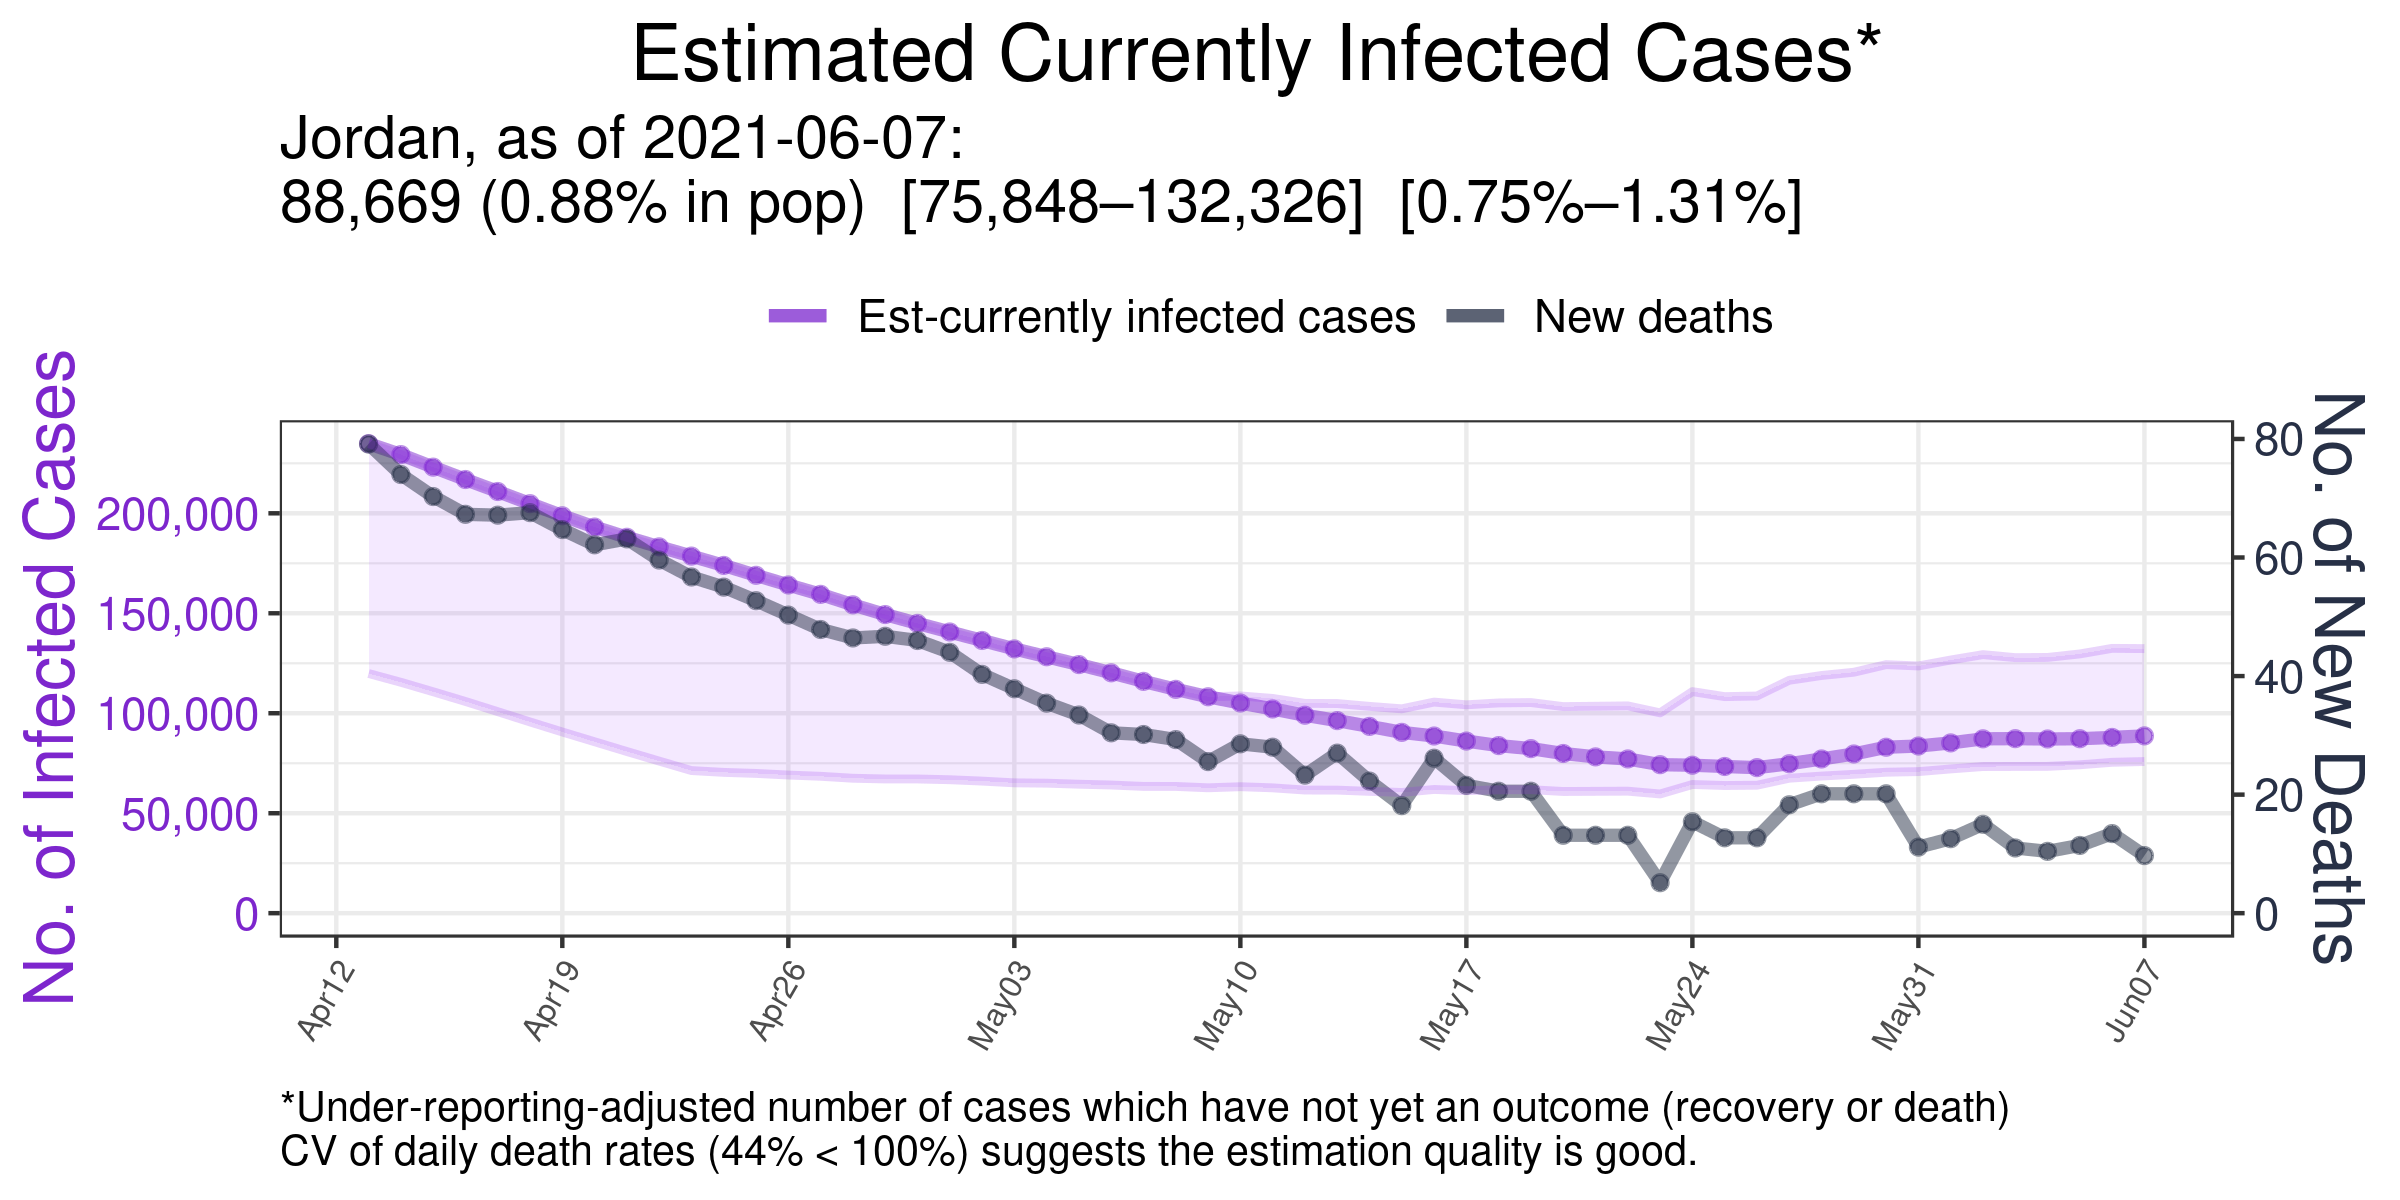 Estimated Currently Infected Cases*
Jordan, as of 2021-06-07:
88,669 (0.88% in pop)  [75,848–132,326]  [0.75%–1.31%]
Est-currently infected cases
New deaths
No. of Infected Cases
200,000
150,000
100,000
50,000
0
80
60
40
20
0
No. of New Deaths
Apr12
Apr19
Apr26
May03
May10
May17
May24
May31
Jun07
*Under-reporting-adjusted number of cases which have not yet an outcome (recovery or death)
CV of daily death rates (44% < 100%) suggests the estimation quality is good.